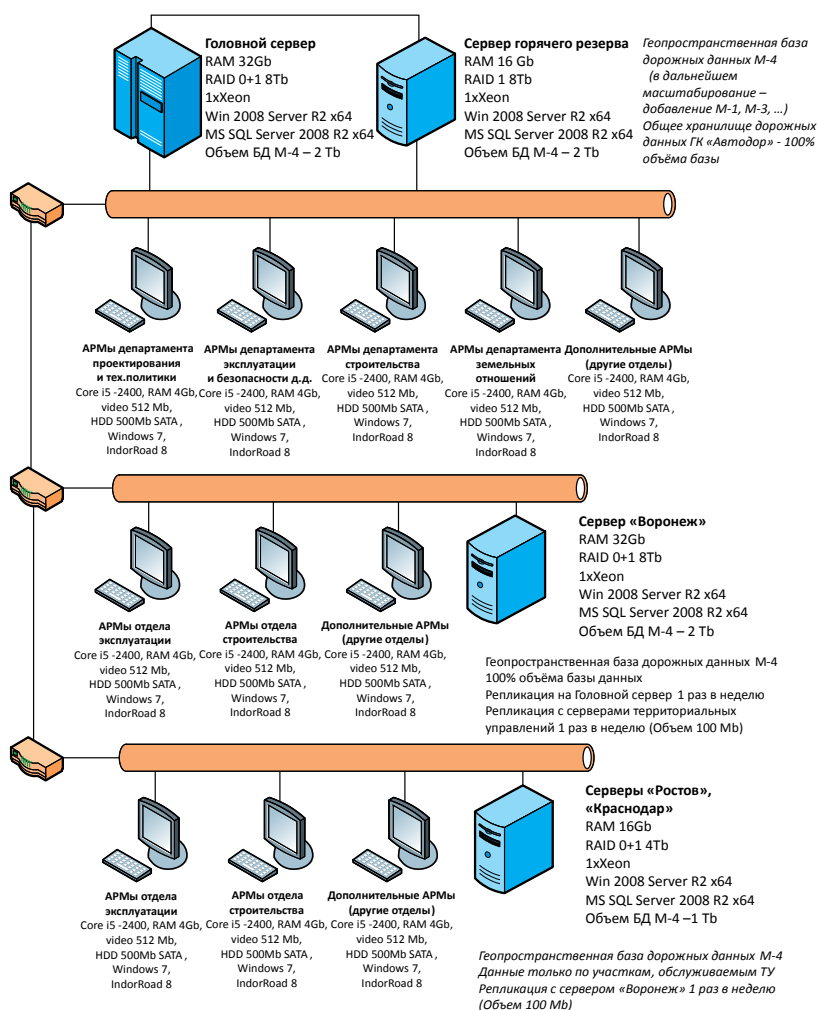 Головной сервер
RAM 32Gb
RAID 0+1 8Tb
1xXeon
Win 2008 Server R2 x64
MS SQL Server 2008 R2 x64
Объем БД М-4 – 2 Tb
Сервер горячего резерва
RAM 16 Gb
RAID 1 8Tb
1xXeon
Win 2008 Server R2 x64
MS SQL Server 2008 R2 x64
Объем БД М-4 – 2 Tb
Геопространственная база
дорожных данных М-4
(в дальнейшем
масштабирование –
добавление М-1, М-3, ...)
Общее хранилище дорожных
данных ГК «Автодор» - 100%
объёма базы
АРМы департамента
проектирования
и тех.политики
Core i5 -2400, RAM 4Gb,
video 512 Mb,
HDD 500Mb SATA ,
Windows 7,
IndorRoad 8
АРМы департамента
эксплуатации
и безопасности д.д.
Core i5 -2400, RAM 4Gb,
video 512 Mb,
HDD 500Mb SATA ,
Windows 7,
IndorRoad 8
АРМы департамента
строительства
Core i5 -2400, RAM 4Gb,
video 512 Mb,
HDD 500Mb SATA ,
Windows 7,
IndorRoad 8
АРМы департамента
земельных
отношений
Core i5 -2400, RAM 4Gb,
video 512 Mb,
HDD 500Mb SATA ,
Windows 7,
IndorRoad 8
Дополнительные АРМы
(другие отделы)
Core i5 -2400, RAM 4Gb,
video 512 Mb,
HDD 500Mb SATA ,
Windows 7,
IndorRoad 8
Сервер «Воронеж»
RAM 32Gb
RAID 0+1 8Tb
1xXeon
Win 2008 Server R2 x64
MS SQL Server 2008 R2 x64
Объем БД М-4 – 2 Tb
АРМы отдела
эксплуатации
Core i5 -2400, RAM 4Gb,
video 512 Mb,
HDD 500Mb SATA ,
Windows 7,
IndorRoad 8
АРМы отдела
строительства
Core i5 -2400, RAM 4Gb,
video 512 Mb,
HDD 500Mb SATA ,
Windows 7,
IndorRoad 8
Дополнительные АРМы
(другие отделы)
Core i5 -2400, RAM 4Gb,
video 512 Mb,
HDD 500Mb SATA ,
Windows 7,
IndorRoad 8
Геопространственная база дорожных данных М-4
100% объёма базы данных
Репликация на Головной сервер 1 раз в неделю
Репликация с серверами территориальных
управлений 1 раз в неделю (Объем 100 Mb)
Серверы «Ростов»,
«Краснодар»
RAM 16Gb
RAID 0+1 4Tb
1xXeon
Win 2008 Server R2 x64
MS SQL Server 2008 R2 x64
Объем БД М-4 –1 Tb
АРМы отдела
эксплуатации
Core i5 -2400, RAM 4Gb,
video 512 Mb,
HDD 500Mb SATA ,
Windows 7,
IndorRoad 8
АРМы отдела
строительства
Core i5 -2400, RAM 4Gb,
video 512 Mb,
HDD 500Mb SATA ,
Windows 7,
IndorRoad 8
Дополнительные АРМы
(другие отделы)
Core i5 -2400, RAM 4Gb,
video 512 Mb,
HDD 500Mb SATA ,
Windows 7,
IndorRoad 8
Геопространственная база дорожных данных М-4
Данные только по участкам, обслуживаемым ТУ
Репликация с сервером «Воронеж» 1 раз в неделю
(Объем 100 Mb)